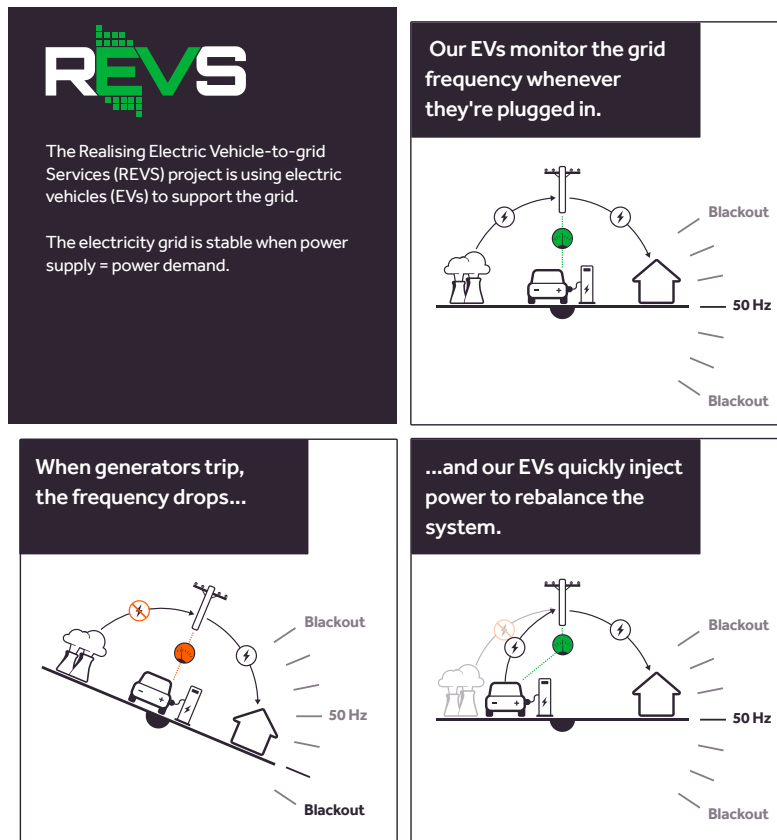 REVS
The Realising Electric Vehicle-to-grid
Services (REVS) project is using electric
vehicles (EVs) to support the grid.
The electricity grid is stable when power
supply = power demand.
Our EVs monitor the grid
frequency whenever
they're plugged in.
Blackout
50 Hz
Blackout
When generators trip,
the frequency drops...
Blackout
50 Hz
Blackout
...and our EVs quickly inject
power to rebalance the
system.
Blackout
50 Hz
Blackout